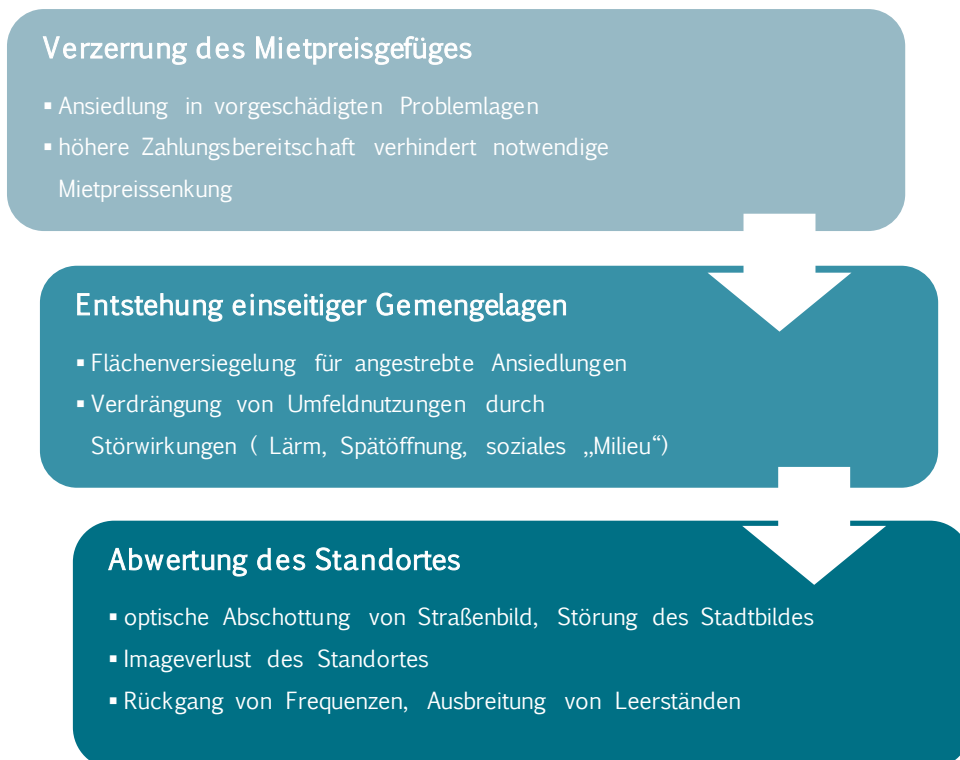 Verzerrung des Mietpreisgefüges
▪ Ansiedlung in vorgeschädigten Problemlagen
▪ höhere Zahlungsbereitschaft verhindert notwendige
Mietpreissenkung
Entstehung einseitiger Gemengelagen
▪ Flächenversiegelung für angestrebte Ansiedlungen
▪ Verdrängung von Umfeldnutzungen durch
Störwirkungen ( Lärm, Spätöffnung, soziales „Milieu“)
Abwertung des Standortes
▪ optische Abschottung von Straßenbild, Störung des Stadtbildes
▪ Imageverlust des Standortes
▪ Rückgang von Frequenzen, Ausbreitung von Leerständen